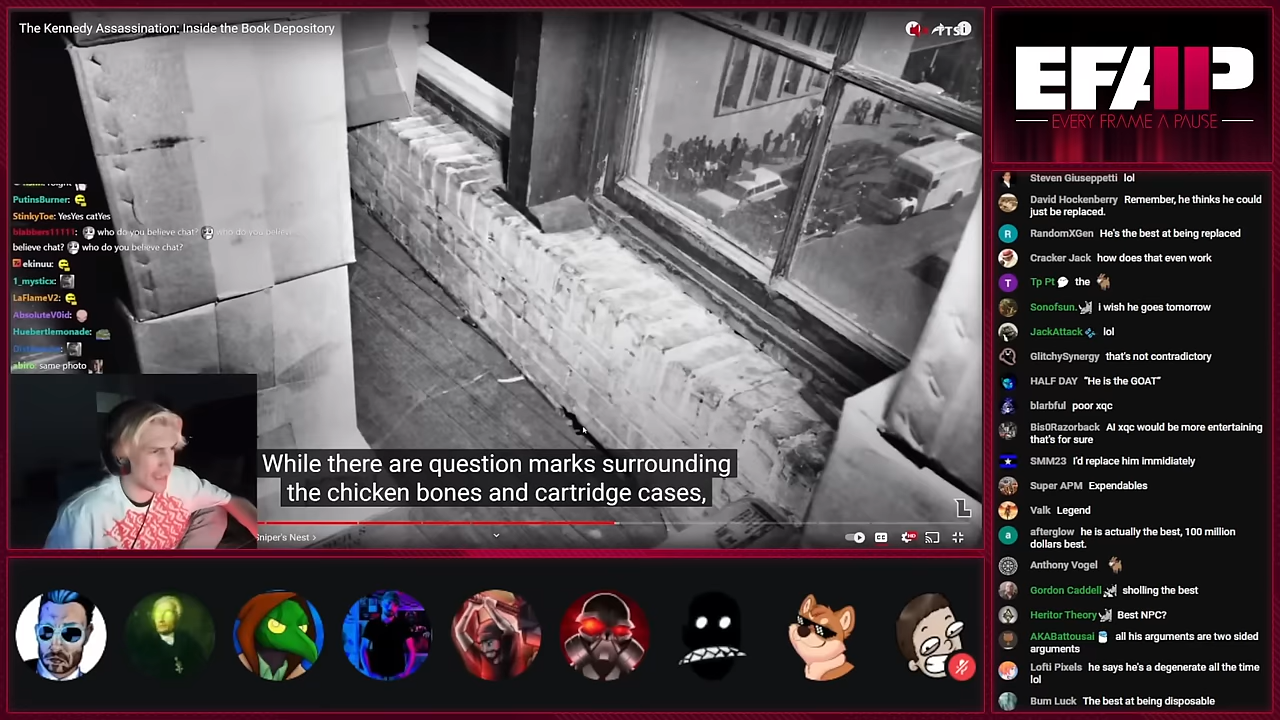 The Kennedy Assassination: Inside the Book Depository
PutinsBurner:
StinkyToe: YesYes catYes
blabbers11111: who do you believe chat? who do you believe
believe chat? who do you believe chat?
ekinuu:
1_mysticx:
LaFlameV2:
AbsoluteV0id:
Huebertlemonade:
abiro: same photo
While there are question marks surrounding
the chicken bones and cartridge cases,
Sniper's Nest ›
CC
HD
EFAP
EVERY FRAME A PAUSE
Steven Giuseppetti lol
David Hockenberry Remember, he thinks he could
just be replaced.
R RandomXGen He's the best at being replaced
Cracker Jack how does that even work
T Tp Pt the
Sonofsun. i wish he goes tomorrow
JackAttack lol
GlitchySynergy that's not contradictory
HALF DAY "He is the GOAT"
blarbful poor xqc
Bis0Razorback AI xqc would be more entertaining
that's for sure
SMM23 I'd replace him immidiately
Super APM Expendables
Valk Legend
a afterglow he is actually the best, 100 million
dollars best.
Anthony Vogel
Gordon Caddell sholling the best
Heritor Theory Best NPC?
AKABattousai all his arguments are two sided
arguments
Lofti Pixels he says he's a degenerate all the time
lol
Bum Luck The best at being disposable